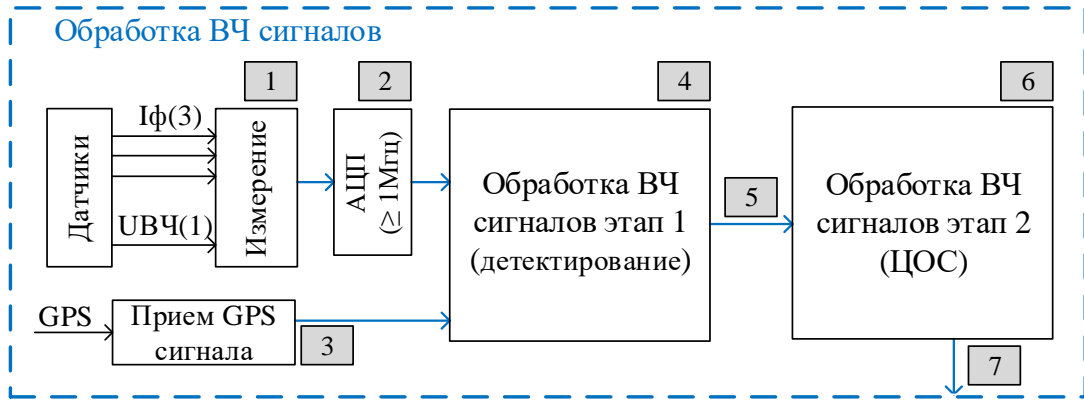 Обработка ВЧ сигналов
1
2
4
6
Датчики
Iф(3)
UВЧ(1)
Измерение
АЦП
(≥ 1Мгц)
Обработка ВЧ
сигналов этап 1
(детектирование)
5
Обработка ВЧ
сигналов этап 2
(ЦОС)
GPS
Прием GPS
сигнала
3
7